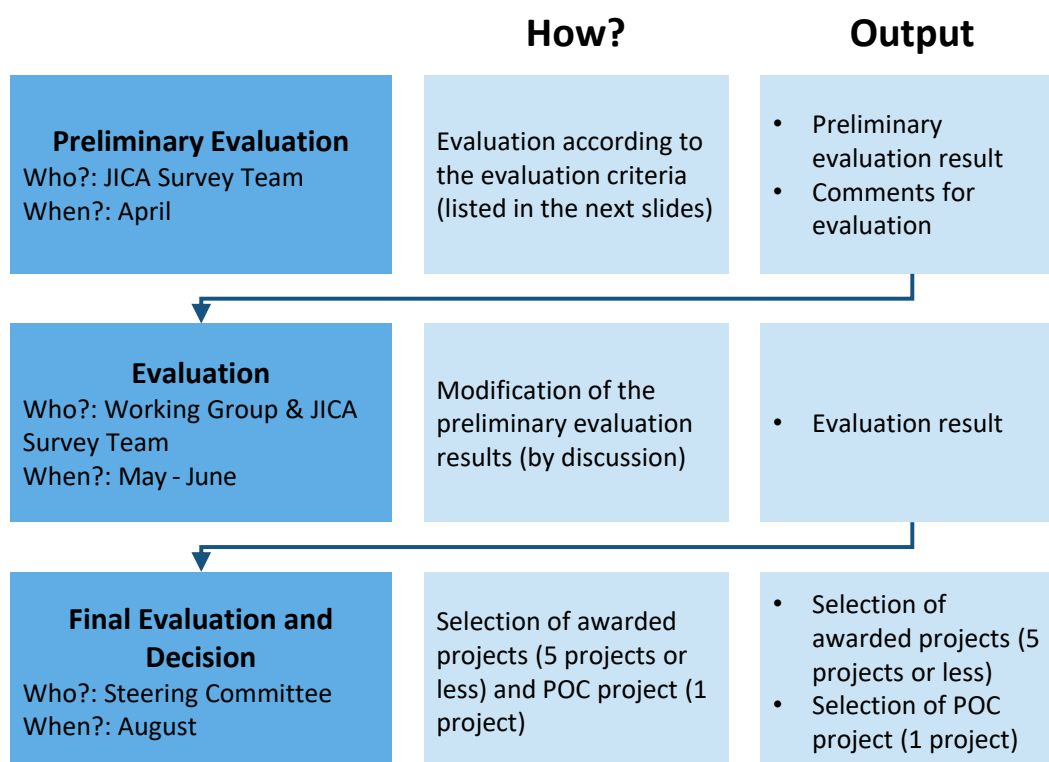 How?
Output
Preliminary Evaluation
Who?: JICA Survey Team
When?: April
Evaluation according to
the evaluation criteria
(listed in the next slides)
• Preliminary
evaluation result
• Comments for
evaluation
Evaluation
Who?: Working Group & JICA
Survey Team
When?: May - June
Modification of the
preliminary evaluation
results (by discussion)
• Evaluation result
Final Evaluation and
Decision
Who?: Steering Committee
When?: August
Selection of awarded
projects (5 projects or
less) and POC project (1
project)
• Selection of
awarded projects (5
projects or less)
• Selection of POC
project (1 project)